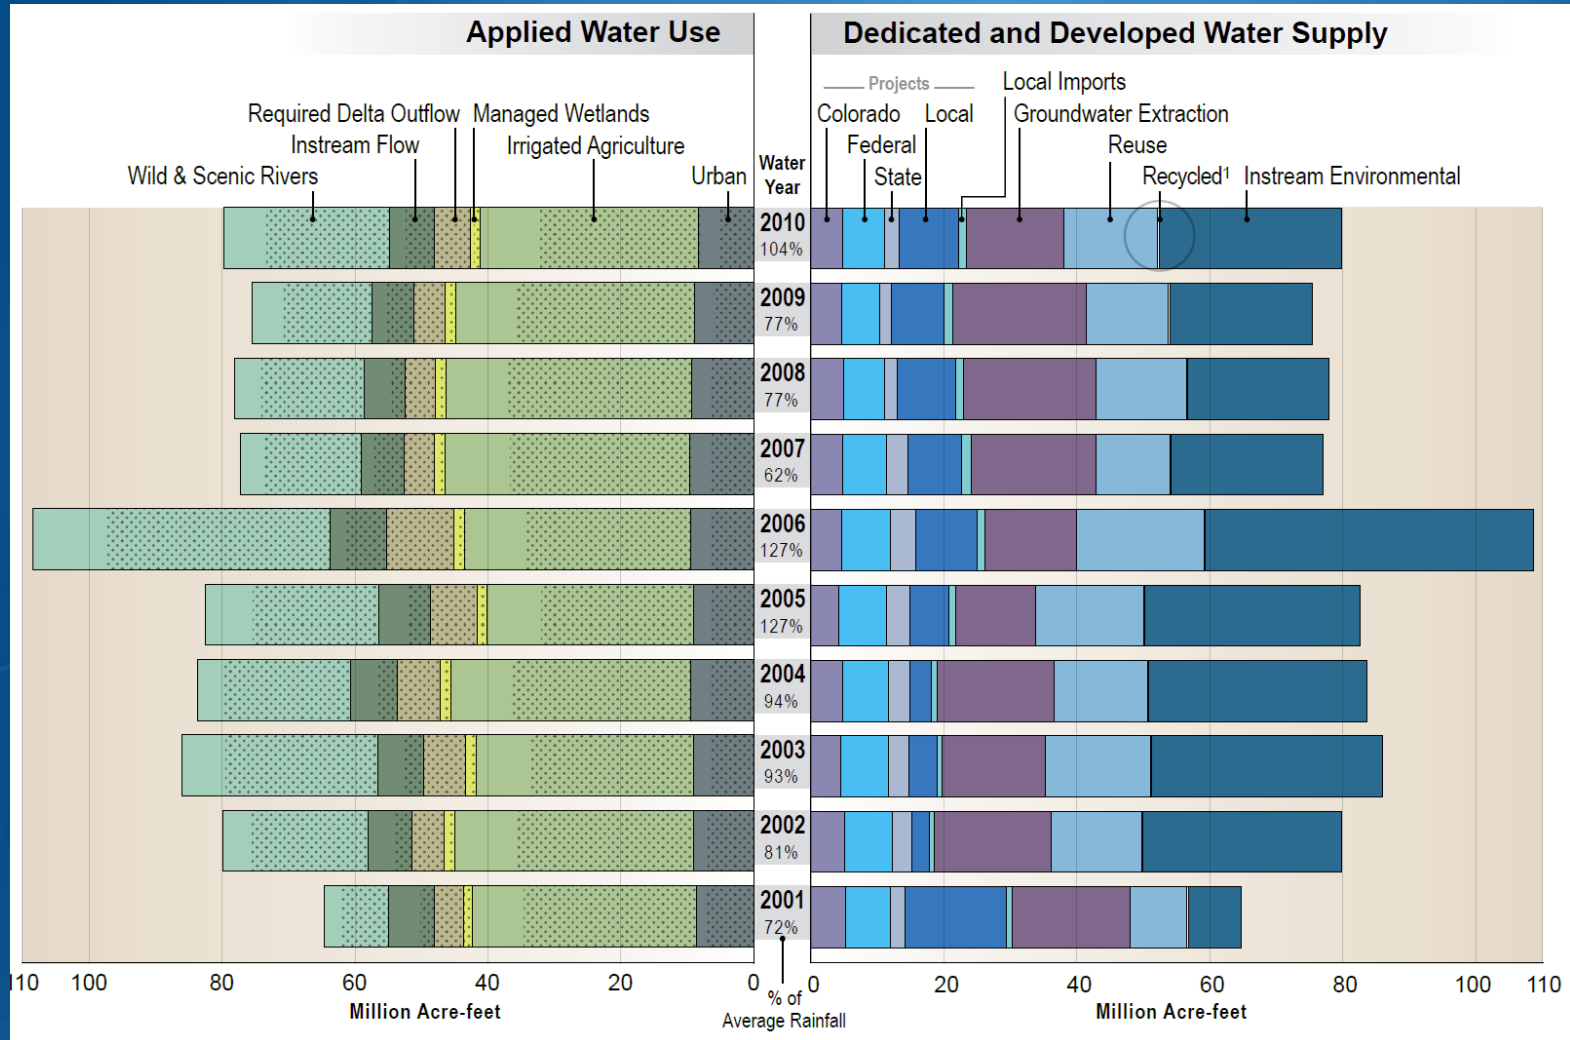 Applied Water Use
Dedicated and Developed Water Supply
Projects
Local Imports
Required Delta Outflow
Managed Wetlands
Colorado
Local
Groundwater Extraction
Instream Flow
Irrigated Agriculture
Federal
Reuse
Wild & Scenic Rivers
Urban
Water
Year
State
Recycled1
Instream Environmental
2010
104%
2009
77%
2008
77%
2007
62%
2006
127%
2005
127%
2004
94%
2003
93%
2002
81%
2001
72%
110 100 80 60 40 20 0
0 20 40 60 80 100 110
Million Acre-feet
% of
Average Rainfall
Million Acre-feet